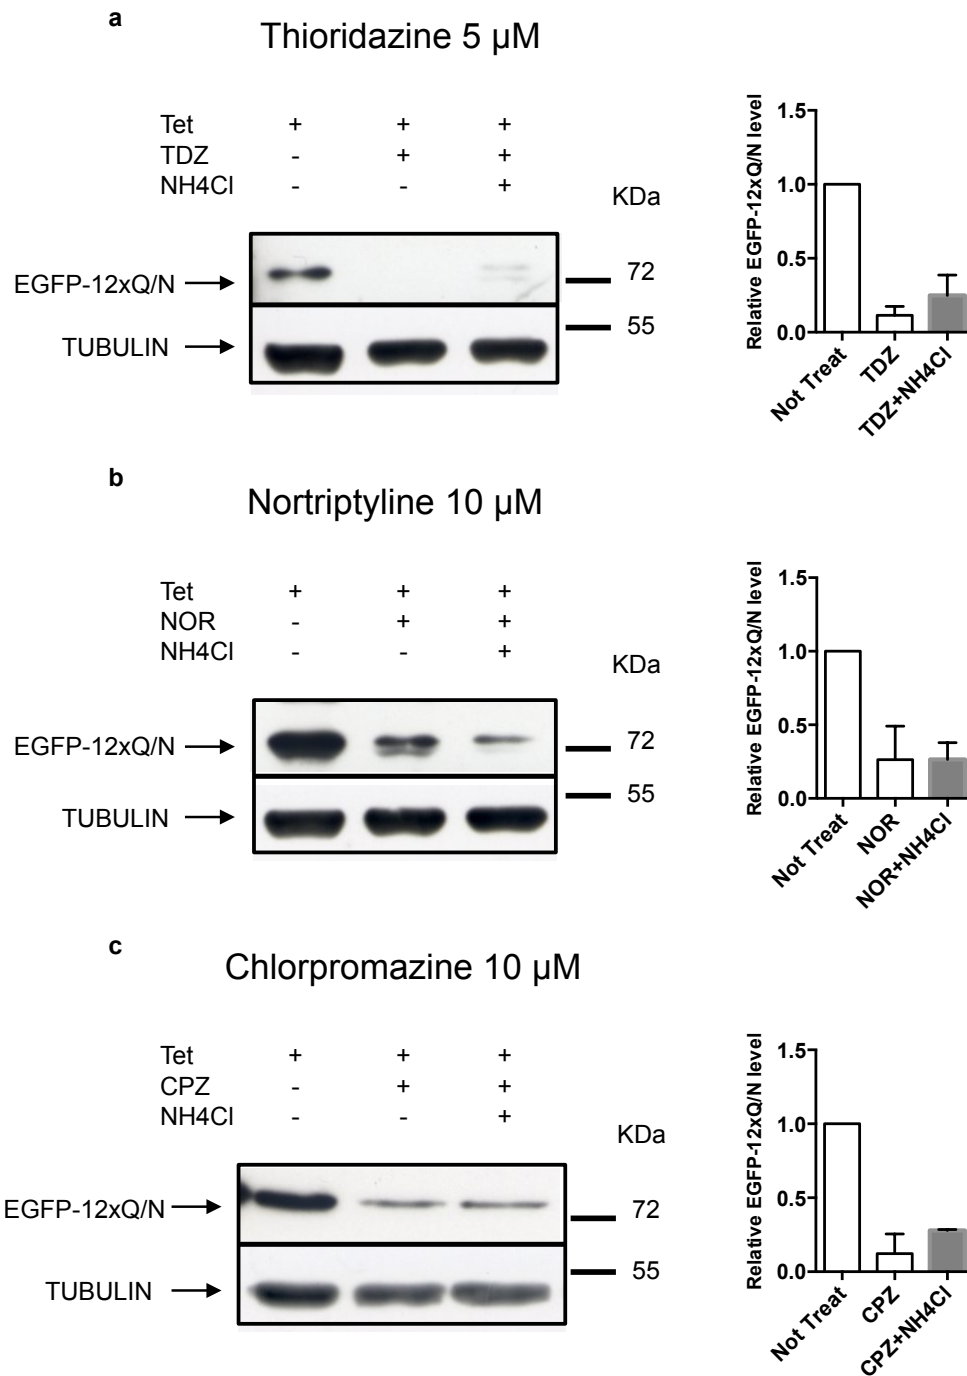 a
Thioridazine 5 µM
Tet + + +
TDZ - + +
NH4Cl - - +
KDa
EGFP-12xQ/N
72
TUBULIN
55
Relative EGFP-12xQ/N level
1.5
1.0
0.5
0.0
Not Treat
TDZ
TDZ+NH4Cl
b
Nortriptyline 10 µM
Tet + + +
NOR - + +
NH4Cl - - +
KDa
EGFP-12xQ/N
72
TUBULIN
55
Relative EGFP-12xQ/N level
1.5
1.0
0.5
0.0
Not Treat
NOR
NOR+NH4Cl
c
Chlorpromazine 10 µM
Tet + + +
CPZ - + +
NH4Cl - - +
KDa
EGFP-12xQ/N
72
TUBULIN
55
Relative EGFP-12xQ/N level
1.5
1.0
0.5
0.0
Not Treat
CPZ
CPZ+NH4Cl